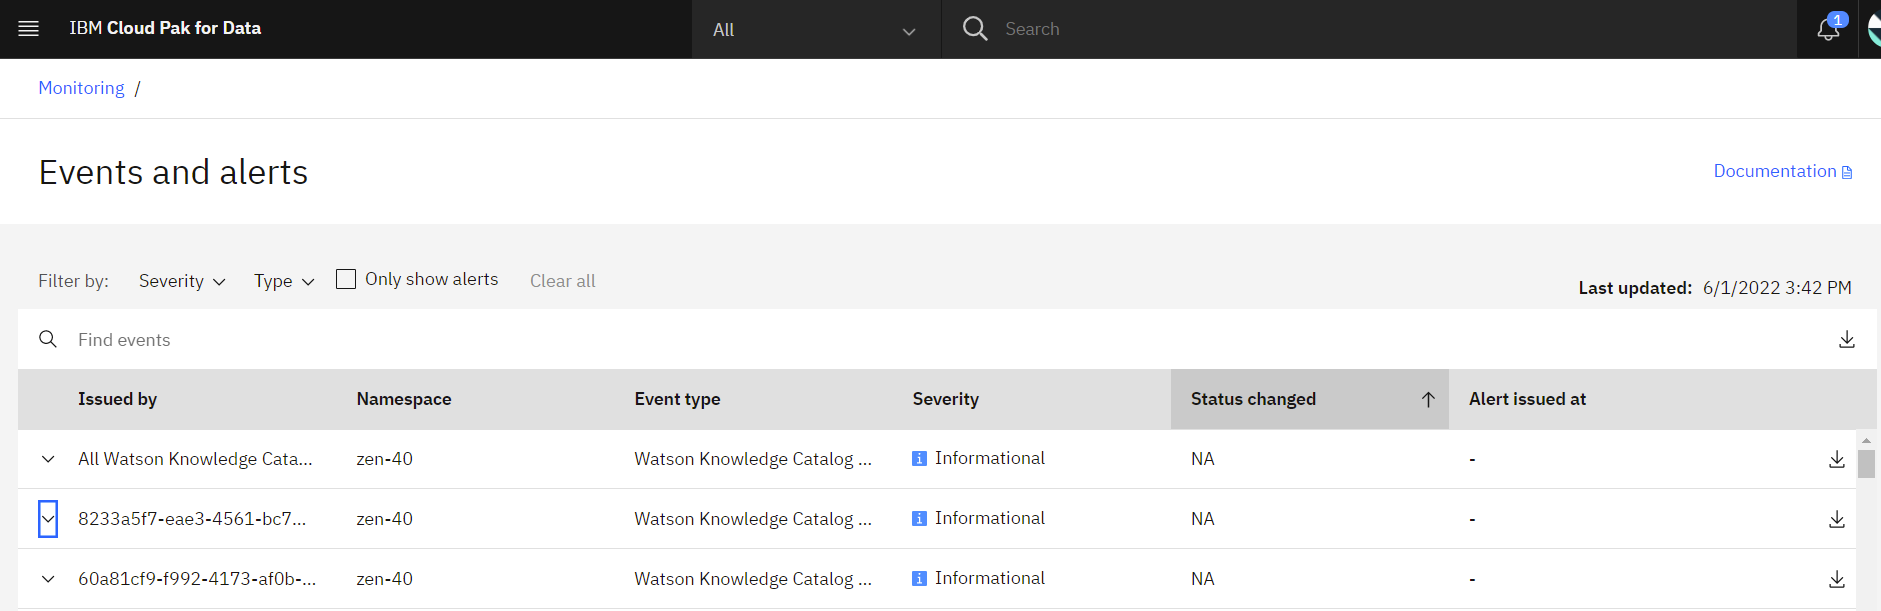 IBM Cloud Pak for Data
All
Search
1
Monitoring /
Events and alerts
Documentation
Filter by: Severity Type Only show alerts Clear all
Last updated: 6/1/2022 3:42 PM
Find events
Issued by Namespace Event type Severity Status changed Alert issued at
All Watson Knowledge Cata... zen-40 Watson Knowledge Catalog ... Informational NA -
8233a5f7-eae3-4561-bc7... zen-40 Watson Knowledge Catalog ... Informational NA -
60a81cf9-f992-4173-af0b-... zen-40 Watson Knowledge Catalog ... Informational NA -